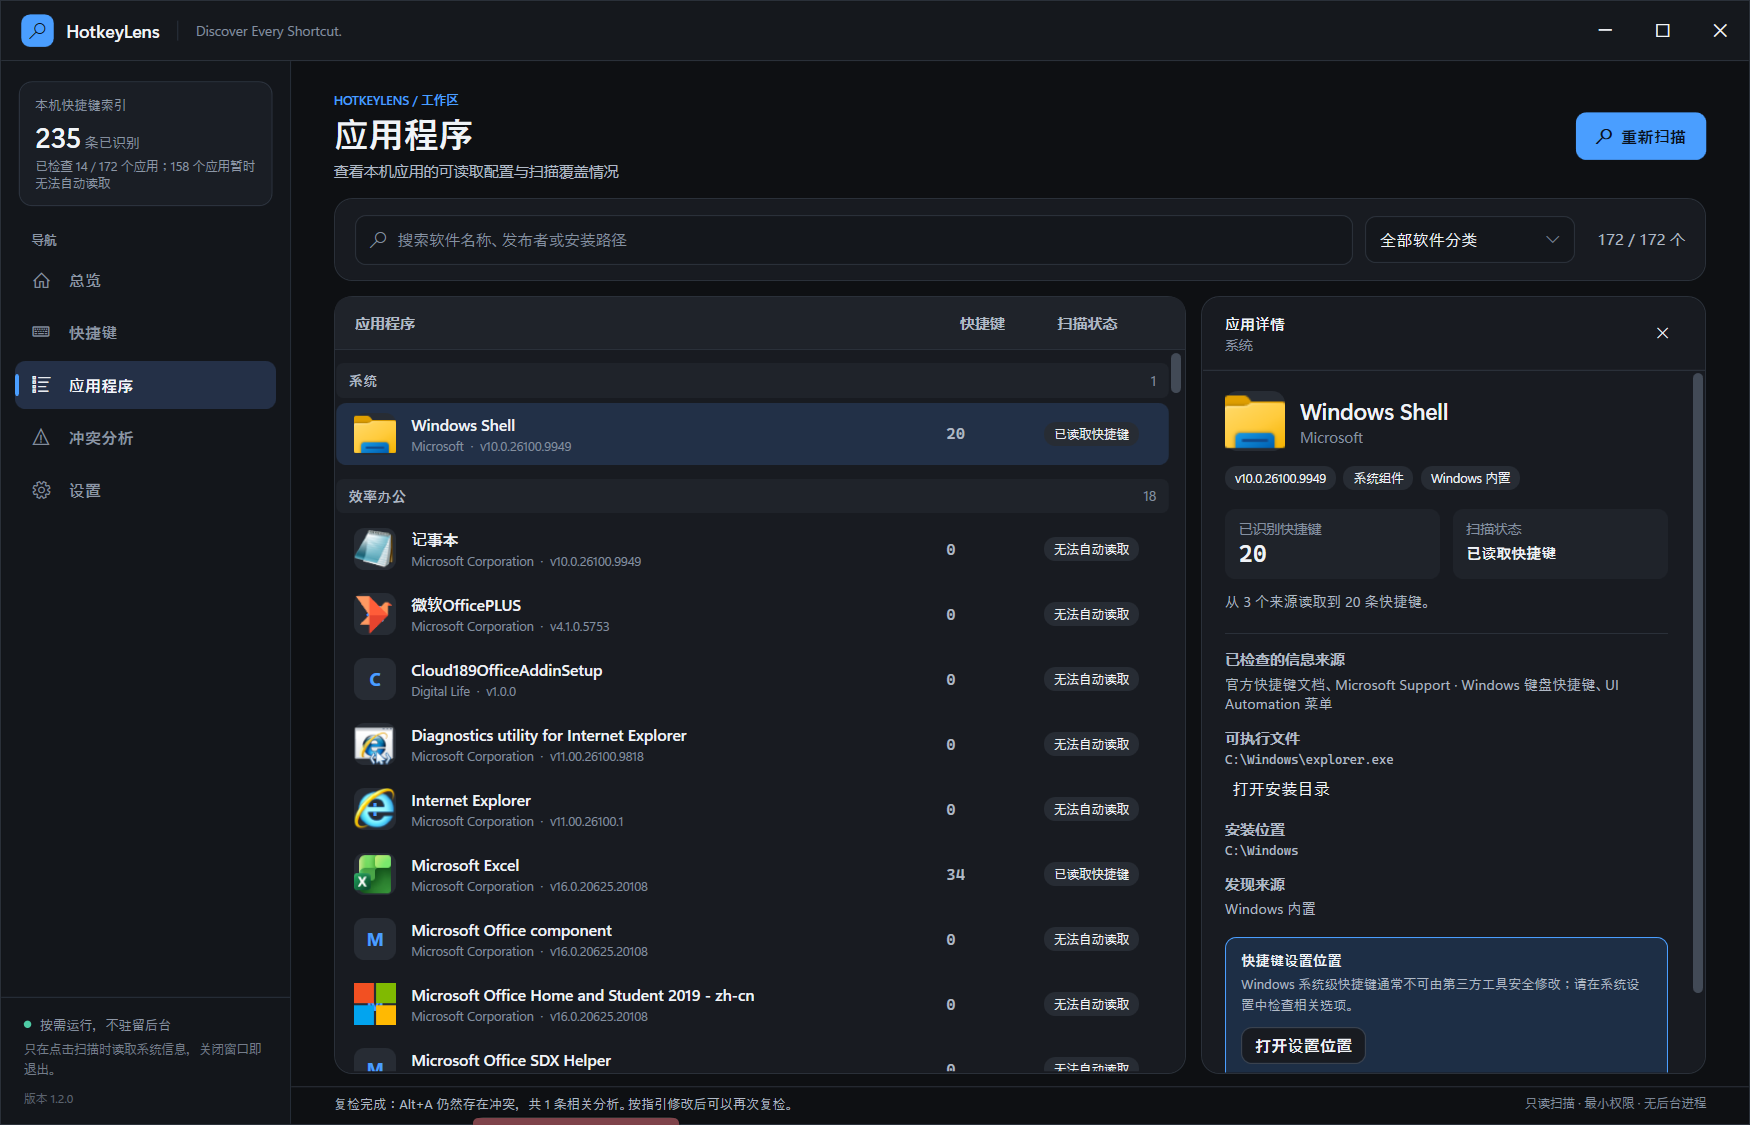 HotkeyLens
Discover Every Shortcut.
本机快捷键索引
235 条已识别
已检查 14 / 172 个应用；158 个应用暂时
无法自动读取
导航
总览
快捷键
应用程序
冲突分析
设置
按需运行，不驻留后台
只在点击扫描时读取系统信息，关闭窗口即
退出。
版本 1.2.0
HOTKEYLENS / 工作区
应用程序
查看本机应用的可读取配置与扫描覆盖情况
重新扫描
搜索软件名称、发布者或安装路径
全部软件分类
172 / 172 个
应用程序 快捷键 扫描状态
系统 1
Windows Shell
Microsoft · v10.0.26100.9949
20
已读取快捷键
效率办公 18
记事本
Microsoft Corporation · v10.0.26100.9949
0
无法自动读取
微软OfficePLUS
Microsoft Corporation · v4.1.0.5753
0
无法自动读取
C
Cloud189OfficeAddinSetup
Digital Life · v1.0.0
0
无法自动读取
Diagnostics utility for Internet Explorer
Microsoft Corporation · v11.00.26100.9818
0
无法自动读取
Internet Explorer
Microsoft Corporation · v11.00.26100.1
0
无法自动读取
Microsoft Excel
Microsoft Corporation · v16.0.20625.20108
34
已读取快捷键
M
Microsoft Office component
Microsoft Corporation · v16.0.20625.20108
0
无法自动读取
Microsoft Office Home and Student 2019 - zh-cn
Microsoft Corporation · v16.0.20625.20108
0
无法自动读取
M
Microsoft Office SDX Helper
0
无法自动读取
应用详情
系统
Windows Shell
Microsoft
v10.0.26100.9949 系统组件 Windows 内置
已识别快捷键
20
扫描状态
已读取快捷键
从 3 个来源读取到 20 条快捷键。
已检查的信息来源
官方快捷键文档、Microsoft Support · Windows 键盘快捷键、UI
Automation 菜单
可执行文件
C:\Windows\explorer.exe
打开安装目录
安装位置
C:\Windows
发现来源
Windows 内置
快捷键设置位置
Windows 系统级快捷键通常不可由第三方工具安全修改；请在系统设
置中检查相关选项。
打开设置位置
复检完成：Alt+A 仍然存在冲突，共 1 条相关分析。按指引修改后可以再次复检。
只读扫描 · 最小权限 · 无后台进程